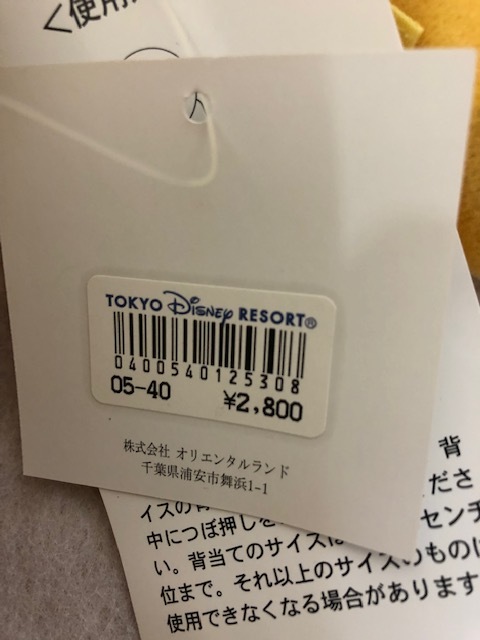 ＜使用
TOKYO Disney RESORT®
0400540125308
05-40 ¥2,800
株式会社 オリエンタルランド
千葉県浦安市舞浜1-1
背
くださ
イスの背
中につぼ押しを
センチ
い。背当てのサイズは
位まで。それ以上のサイズのものに
使用できなくなる場合があります